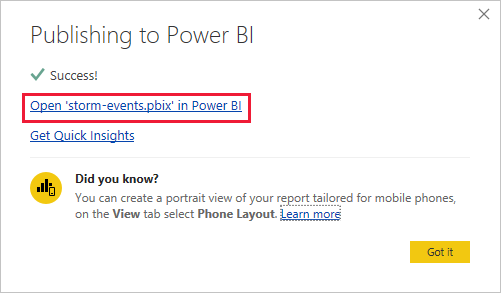 Publishing to Power BI
Success!
Open 'storm-events.pbix' in Power BI
Get Quick Insights
Did you know?
You can create a portrait view of your report tailored for mobile phones,
on the View tab select Phone Layout. Learn more
Got it